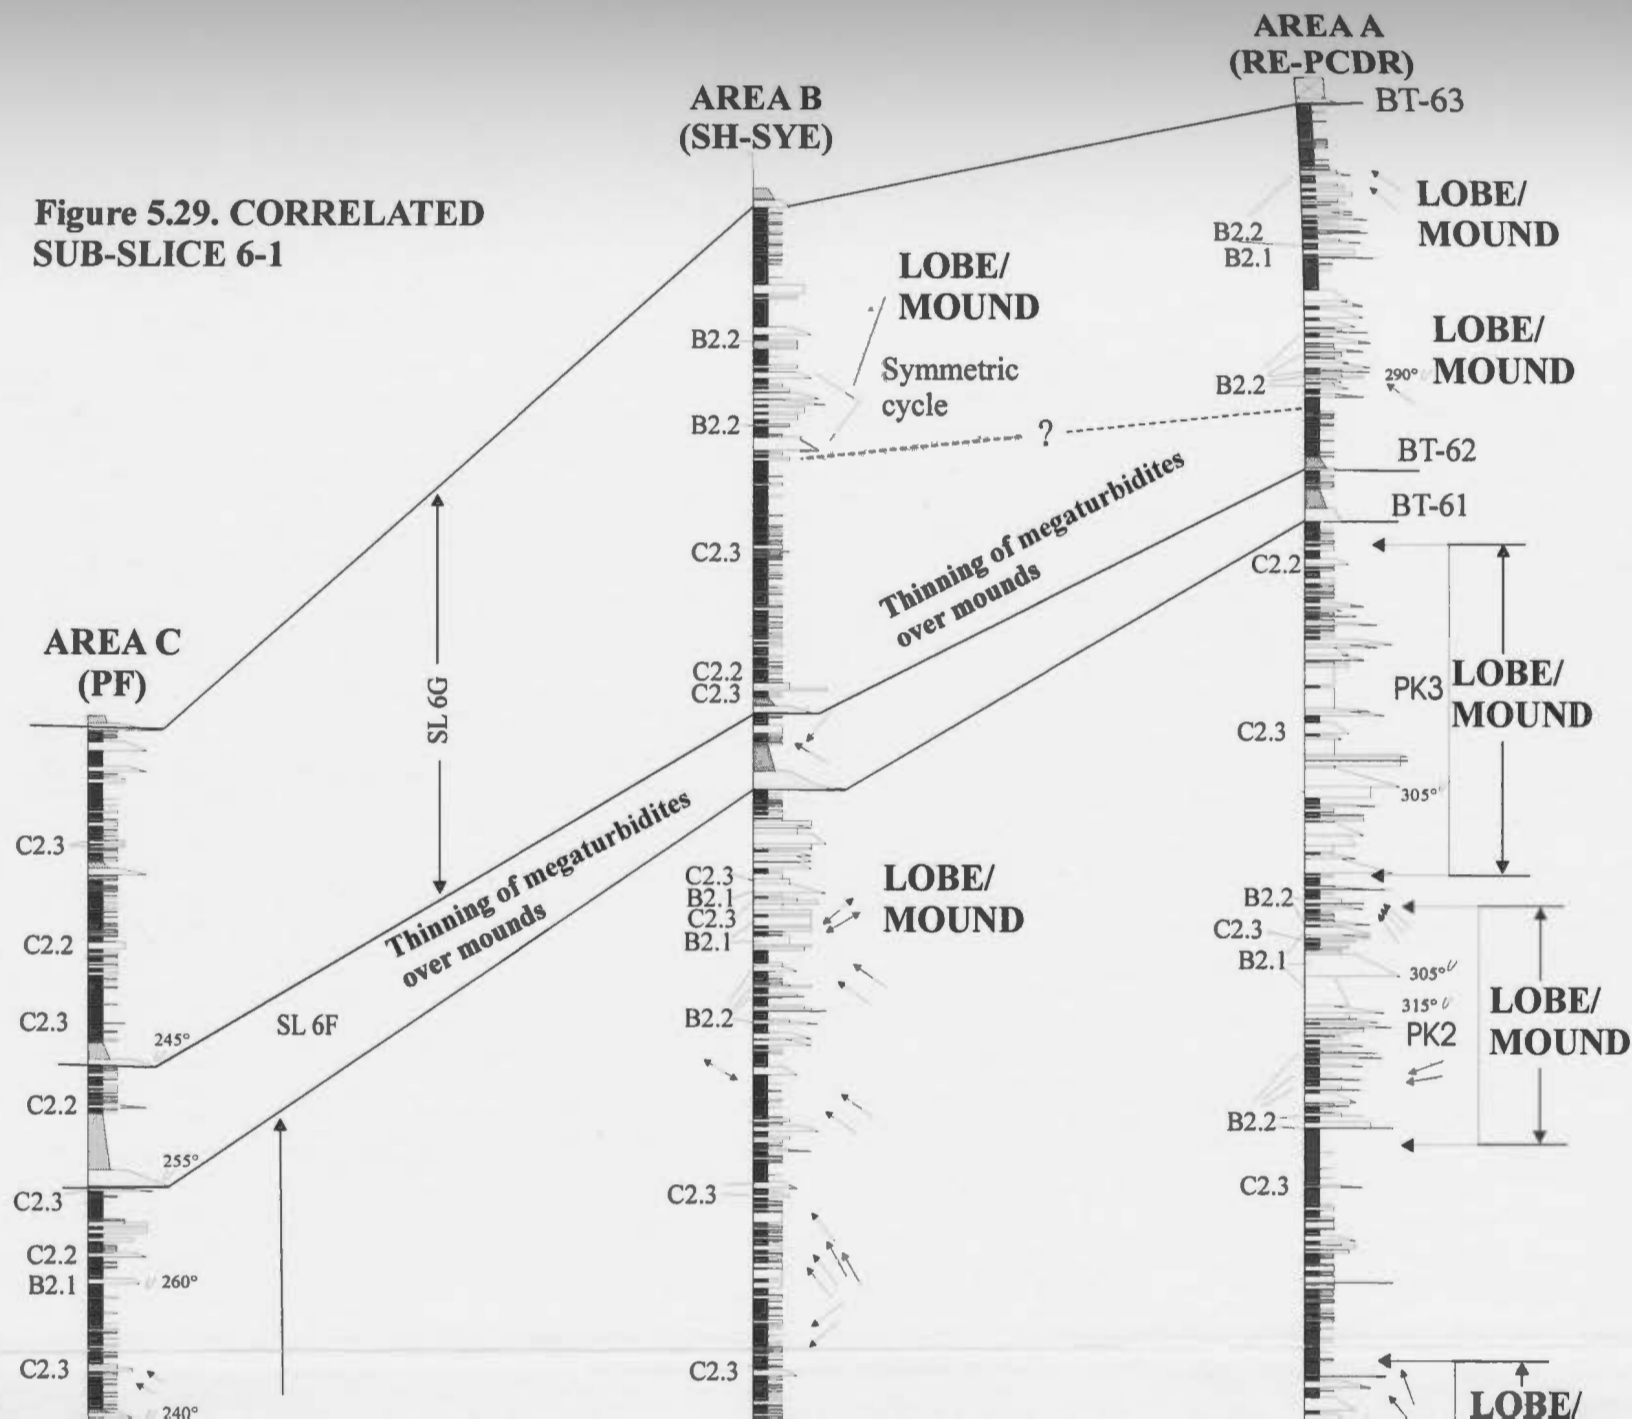 AREA A
(RE-PCDR)
BT-63
AREA B
(SH-SYE)
Figure 5.29. CORRELATED
SUB-SLICE 6-1
LOBE/
MOUND
B2.2
B2.1
LOBE/
MOUND
B2.2
Symmetric
cycle
B2.2
LOBE/
MOUND
290°
B2.2
?
BT-62
BT-61
C2.3
Thinning of megaturbidites
over mounds
C2.2
AREA C
(PF)
C2.2
C2.3
SL 6G
PK3
LOBE/
MOUND
C2.3
305°
C2.3
Thinning of megaturbidites
over mounds
C2.3
B2.1
C2.3
B2.1
LOBE/
MOUND
B2.2
C2.3
B2.1
C2.2
305°
315°
PK2
LOBE/
MOUND
C2.3
245°
SL 6F
B2.2
C2.2
B2.2
255°
C2.3
C2.3
C2.3
C2.2
B2.1
260°
C2.3
C2.3
240°
LOBE/